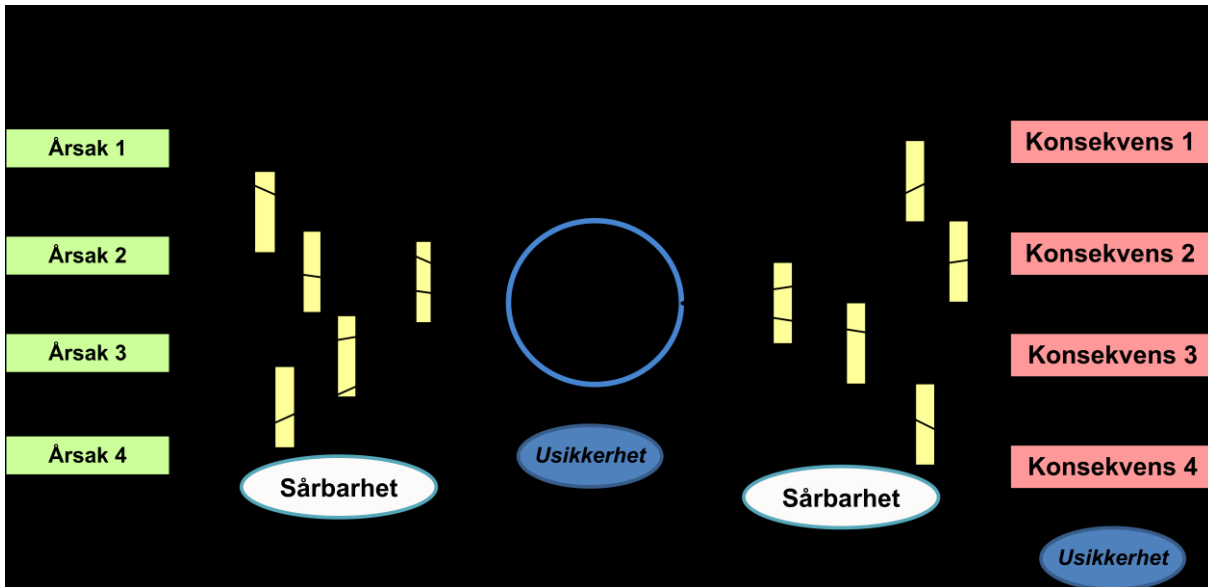 Årsak 1
Årsak 2
Årsak 3
Årsak 4
Sårbarhet
Usikkerhet
Sårbarhet
Konsekvens 1
Konsekvens 2
Konsekvens 3
Konsekvens 4
Usikkerhet